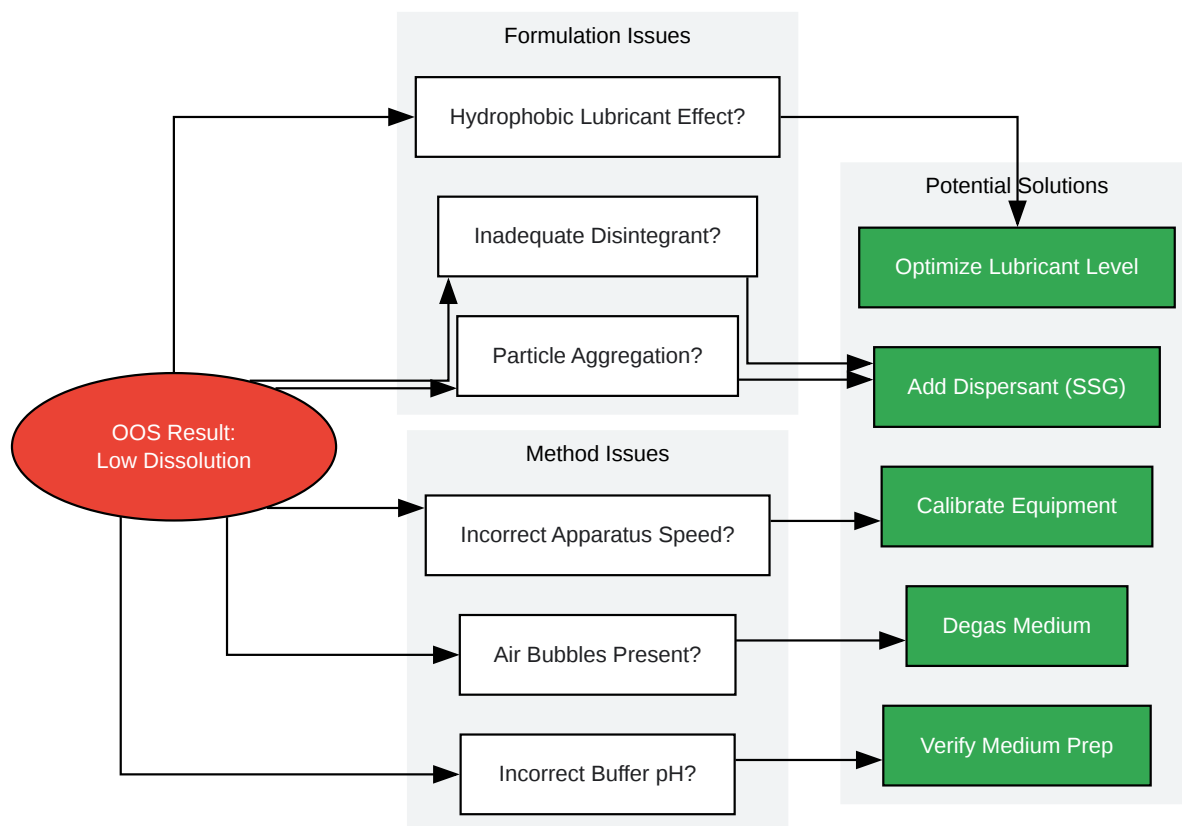 OOS Result:
Low Dissolution
Formulation Issues
Hydrophobic Lubricant Effect?
Inadequate Disintegrant?
Particle Aggregation?
Method Issues
Incorrect Apparatus Speed?
Air Bubbles Present?
Incorrect Buffer pH?
Potential Solutions
Optimize Lubricant Level
Add Dispersant (SSG)
Calibrate Equipment
Degas Medium
Verify Medium Prep